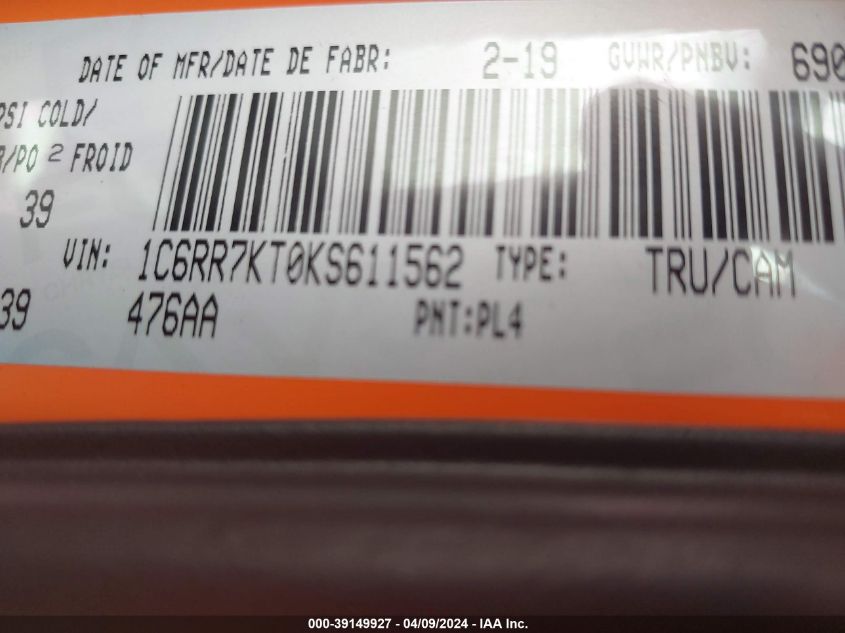 DATE OF MFR/DATE DE FABR: 2-19 GVWR/PNBV: 690
PSI COLD/
R/PO 2 FROID
39
VIN: 1C6RR7KT0KS611562 TYPE: TRU/CAM
39 476AA PNT:PL4
000-39149927 - 04/09/2024 - IAA Inc.